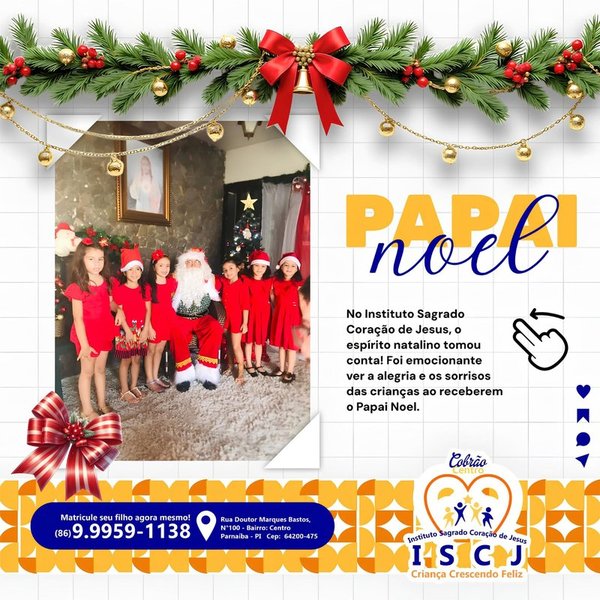 PAPAI
noel
No Instituto Sagrado
Coração de Jesus, o
espírito natalino tomou
conta! Foi emocionante
ver a alegria e os sorrisos
das crianças ao receberem
o Papai Noel.
Matricule seu filho agora mesmo!
(86)9.9959-1138
Rua Doutor Marques Bastos,
N°100 - Bairro: Centro
Parnaíba - PI Cep: 64200-475
Cobrão
Centro
Instituto Sagrado Coração de Jesus
I S C J
Criança Crescendo Feliz